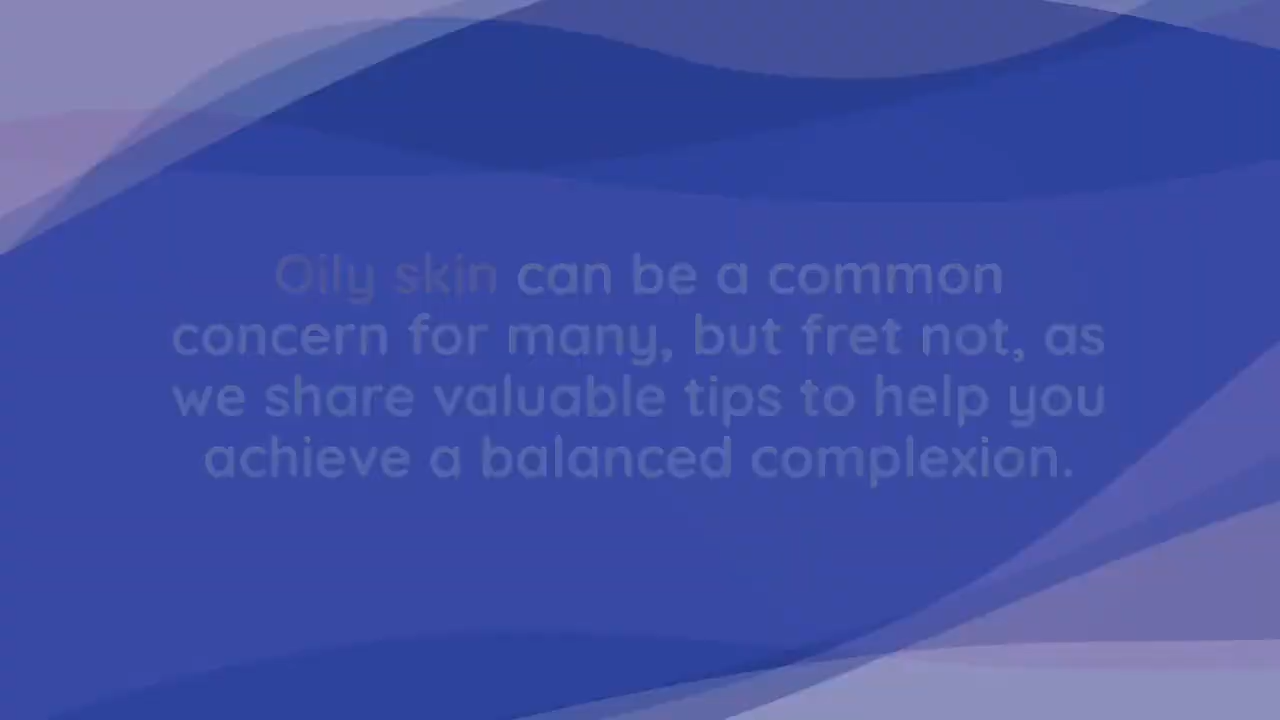 Oily skin can be a common
concern for many, but fret not, as
we share valuable tips to help you
achieve a balanced complexion.